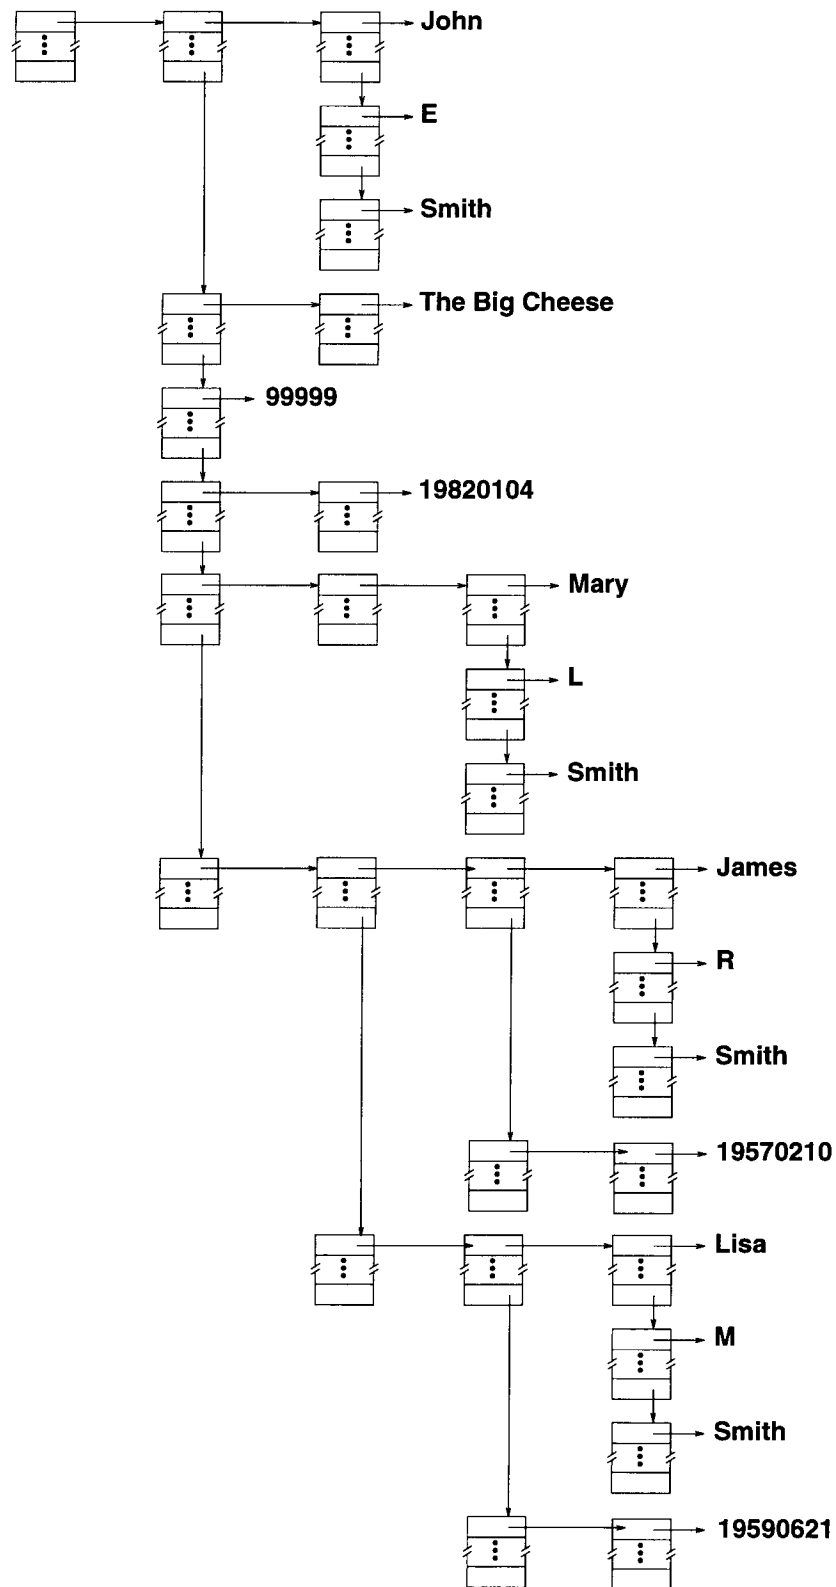 John
E
Smith
The Big Cheese
99999
19820104
Mary
L
Smith
James
R
Smith
19570210
Lisa
M
Smith
19590621